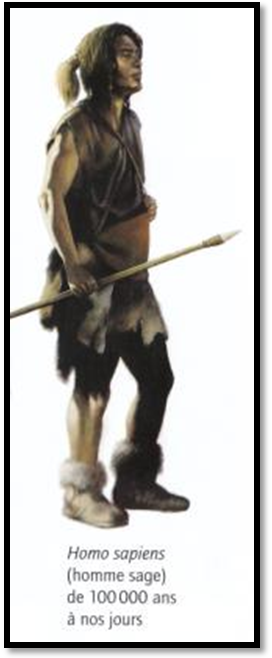 Homo sapiens
(homme sage)
de 100 000 ans
à nos jours